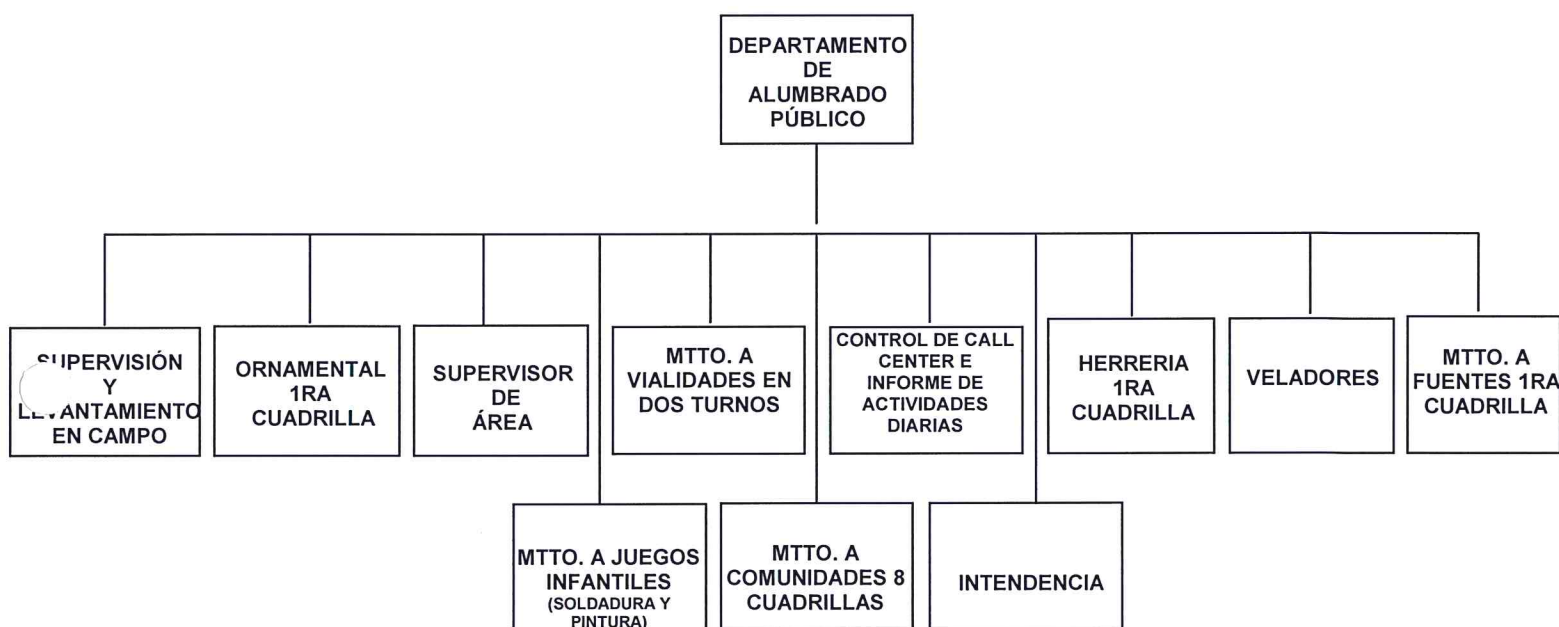 DEPARTAMENTO
DE
ALUMBRADO
PÚBLICO
SUPERVISIÓN
Y
LEVANTAMIENTO
EN CAMPO
ORNAMENTAL
1RA
CUADRILLA
SUPERVISOR
DE
ÁREA
MTTO. A
VIALIDADES EN
DOS TURNOS
CONTROL DE CALL
CENTER E
INFORME DE
ACTIVIDADES
DIARIAS
HERRERIA
1RA
CUADRILLA
VELADORES
MTTO. A
FUENTES 1RA
CUADRILLA
MTTO. A JUEGOS
INFANTILES
(SOLDADURA Y
PINTURA)
MTTO. A
COMUNIDADES 8
CUADRILLAS
INTENDENCIA